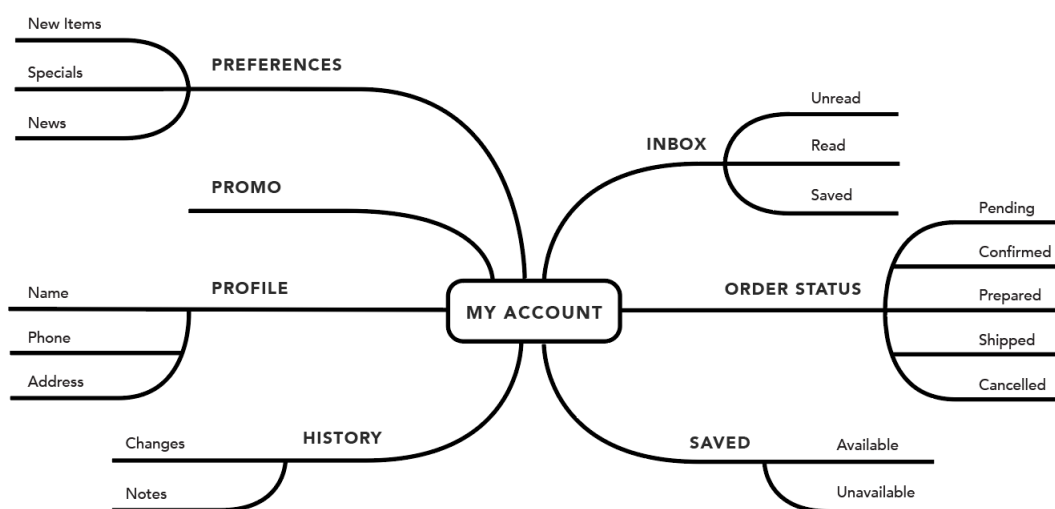 New Items
PREFERENCES
Specials
News
PROMO
Name
PROFILE
Phone
Address
Changes
HISTORY
Notes
MY ACCOUNT
Unread
INBOX
Read
Saved
Pending
Confirmed
ORDER STATUS
Prepared
Shipped
Cancelled
SAVED
Available
Unavailable